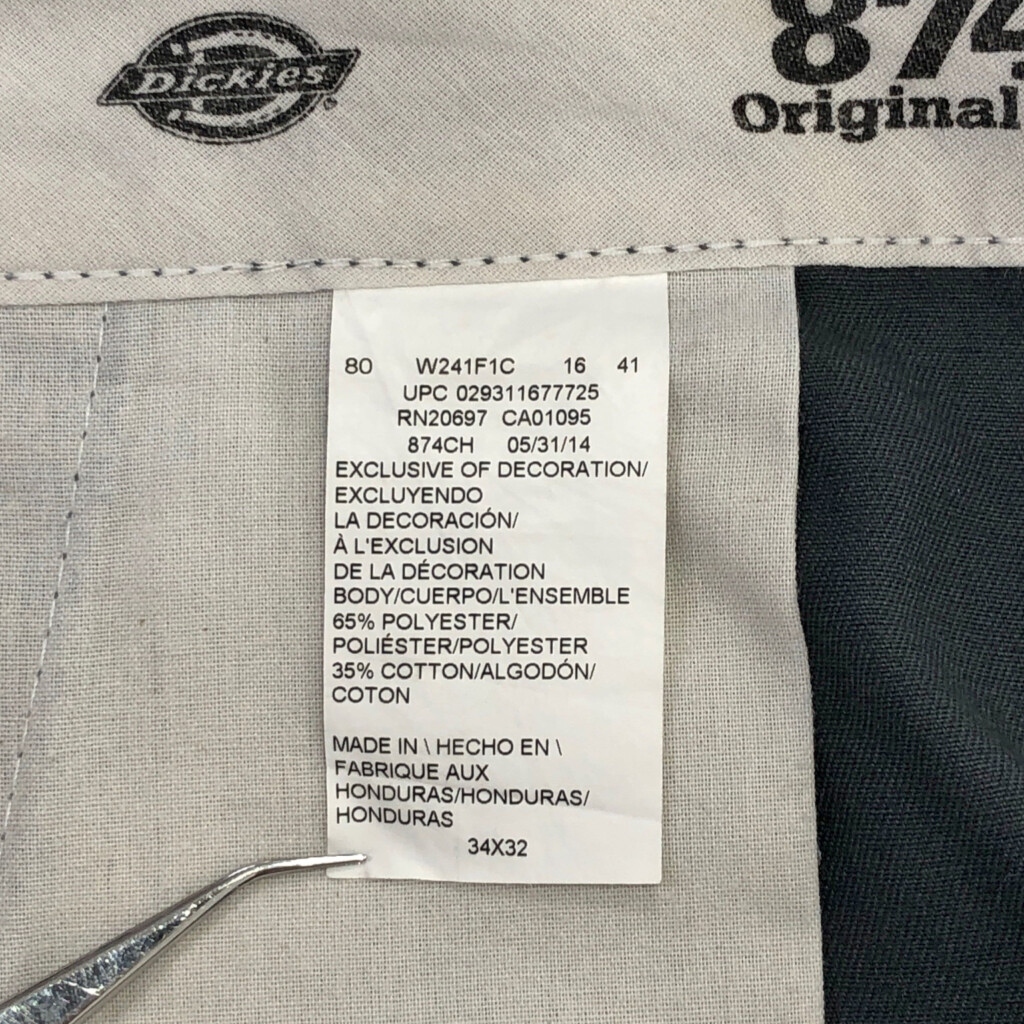 Dickies
874
Original
80 W241F1C 16 41
UPC 029311677725
RN20697 CA01095
874CH 05/31/14
EXCLUSIVE OF DECORATION/
EXCLUYENDO
LA DECORACIÓN/
À L'EXCLUSION
DE LA DÉCORATION
BODY/CUERPO/L'ENSEMBLE
65% POLYESTER/
POLIÉSTER/POLYESTER
35% COTTON/ALGODÓN/
COTON
MADE IN \ HECHO EN \
FABRIQUE AUX
HONDURAS/HONDURAS/
HONDURAS
34X32